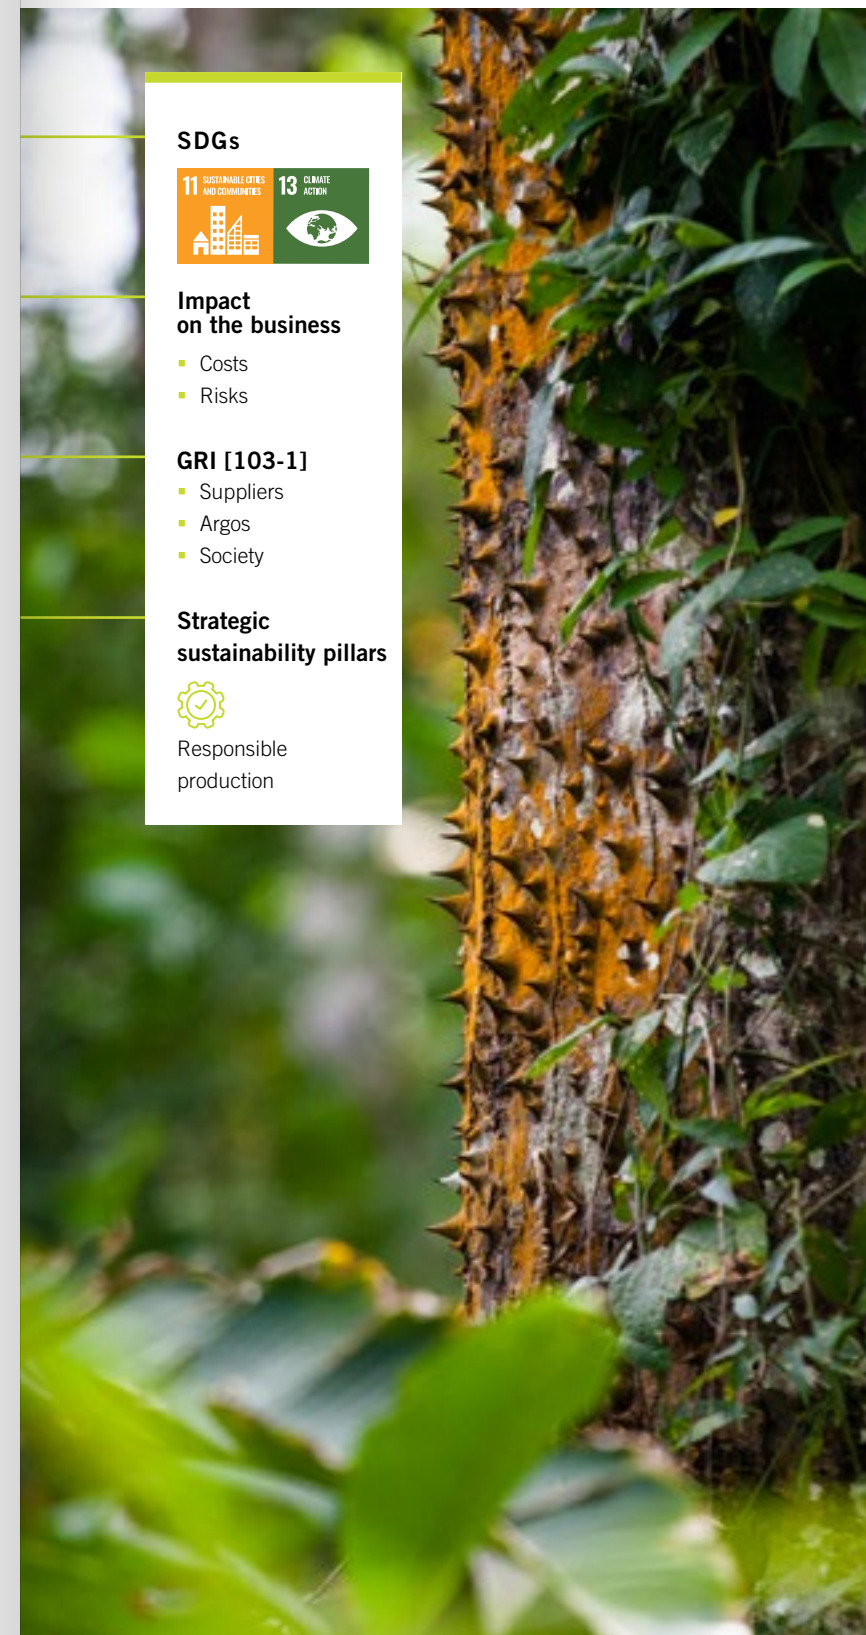 SDGs
11 SUSTAINABLE CITIES
AND COMMUNITIES
13 CLIMATE
ACTION
Impact
on the business
▪ Costs
▪ Risks
GRI [103-1]
▪ Suppliers
▪ Argos
▪ Society
Strategic
sustainability pillars
Responsible
production